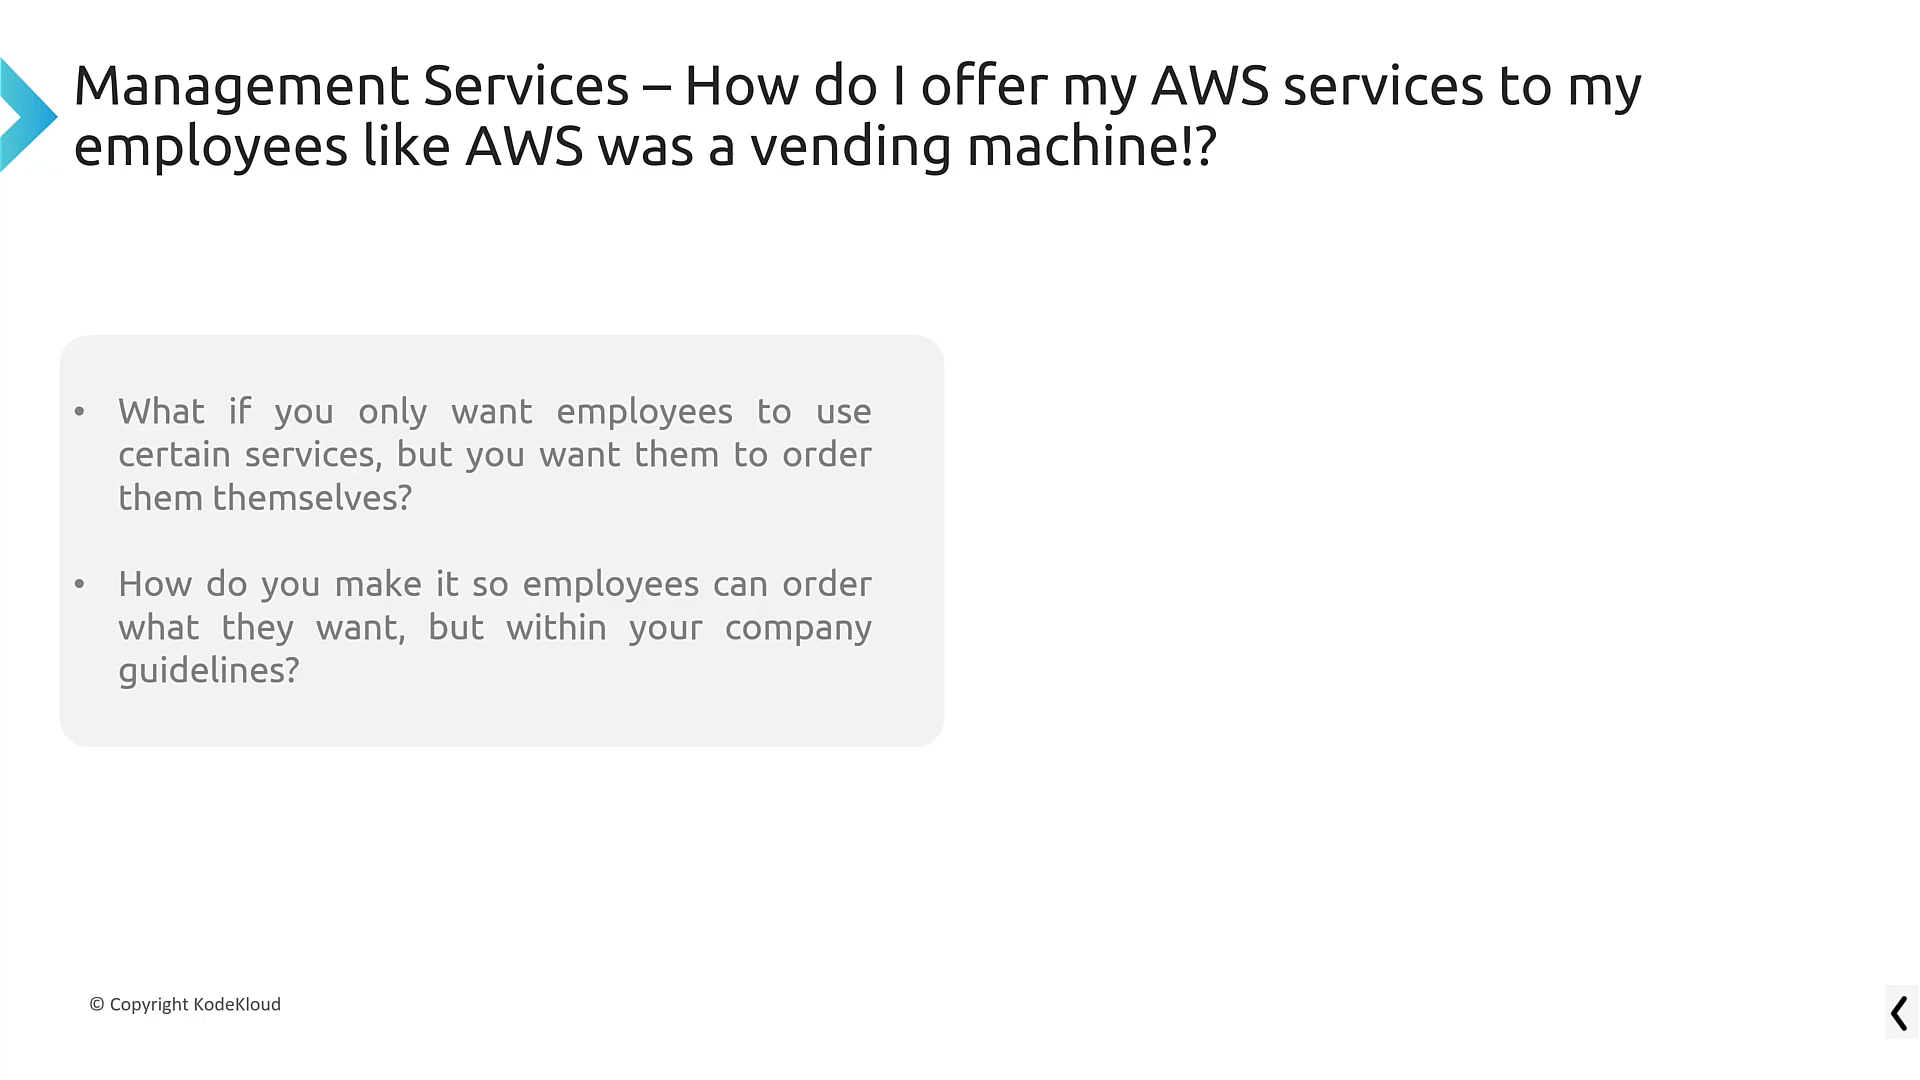 Management Services – How do I offer my AWS services to my
employees like AWS was a vending machine!?
• What if you only want employees to use
certain services, but you want them to order
them themselves?
• How do you make it so employees can order
what they want, but within your company
guidelines?
© Copyright KodeKloud